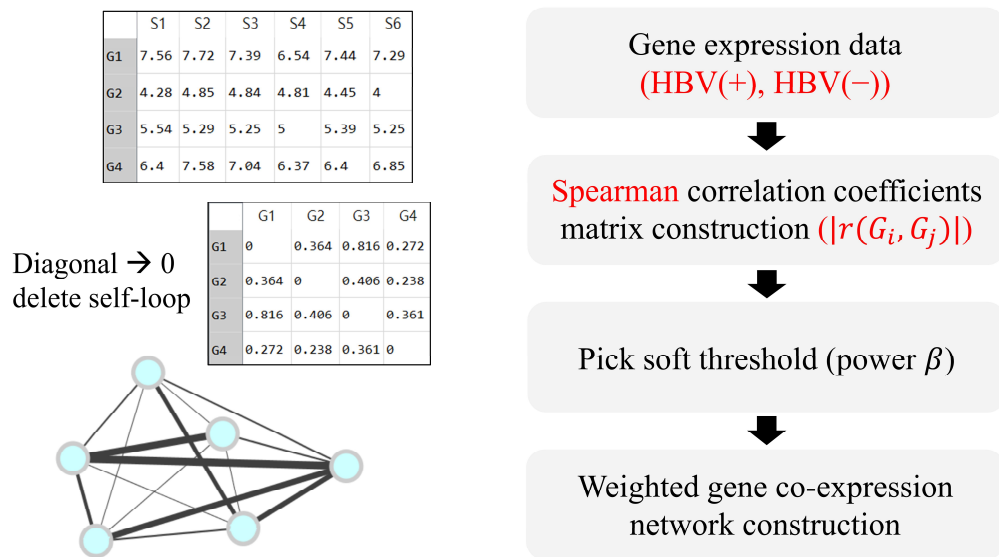 S1 S2 S3 S4 S5 S6
G1 7.56 7.72 7.39 6.54 7.44 7.29
G2 4.28 4.85 4.84 4.81 4.45 4
G3 5.54 5.29 5.25 5 5.39 5.25
G4 6.4 7.58 7.04 6.37 6.4 6.85
G1 G2 G3 G4
G1 0 0.364 0.816 0.272
G2 0.364 0 0.406 0.238
G3 0.816 0.406 0 0.361
G4 0.272 0.238 0.361 0
Diagonal → 0
delete self-loop
Gene expression data
(HBV(+), HBV(−))
Spearman correlation coefficients
matrix construction (|r(G_i, G_j)|)
Pick soft threshold (power β)
Weighted gene co-expression
network construction